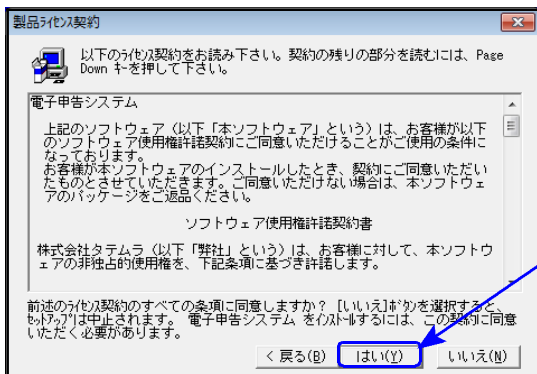 製品ﾗｲｾﾝｽ契約
以下のﾗｲｾﾝｽ契約をお読み下さい。契約の残りの部分を読むには、Page
Down ｷｰを押して下さい。
電子申告システム
上記のソフトウェア（以下「本ソフトウェア」という）は、お客様が以下
のソフトウェア使用権許諾契約にご同意いただけることがご使用の条件に
なっております。
お客様が本ソフトウェアのインストールしたとき、契約にご同意いただい
たものとさせていただきます。ご同意いただけない場合は、本ソフトウェ
アのパッケージをご返品ください。
ソフトウェア使用権許諾契約書
株式会社タテムラ（以下「弊社」という）は、お客様に対して、本ソフトウ
ェアの非独占的使用権を、下記条項に基づき許諾します。
前述のﾗｲｾﾝｽ契約のすべての条項に同意しますか？ [いいえ]ﾎﾞﾀﾝを選択すると、
ｾｯﾄｱｯﾌﾟは中止されます。 電子申告システム をｲﾝｽﾄｰﾙするには、この契約に同意
いただく必要があります。
< 戻る(B)
はい(Y)
いいえ(N)